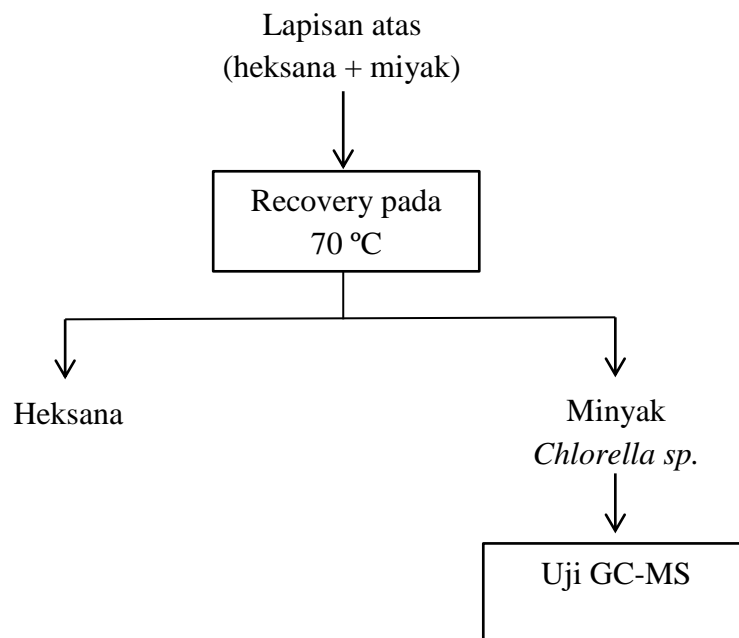 Lapisan atas
(heksana + miyak)
Recovery pada
70 ºC
Heksana
Minyak
Chlorella sp.
Uji GC-MS